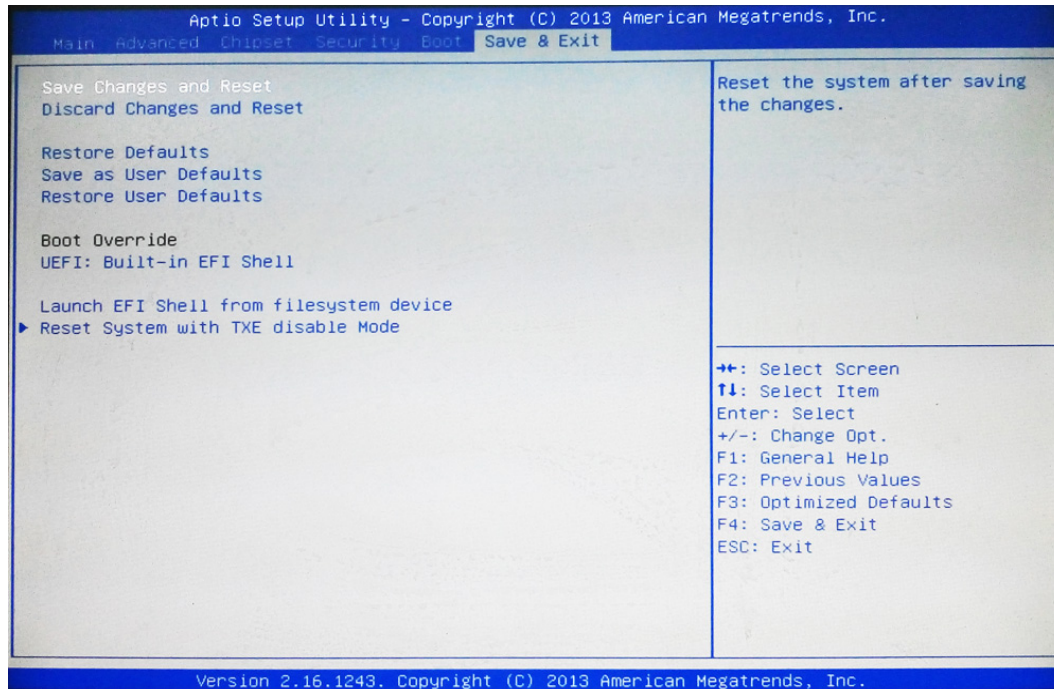 Aptio Setup Utility - Copyright (C) 2013 American Megatrends, Inc.
Main Advanced Chipset Security Boot Save & Exit
Save Changes and Reset
Discard Changes and Reset
Restore Defaults
Save as User Defaults
Restore User Defaults
Boot Override
UEFI: Built-in EFI Shell
Launch EFI Shell from filesystem device
▶ Reset System with TXE disable Mode
Reset the system after saving
the changes.
→←: Select Screen
↑↓: Select Item
Enter: Select
+/-: Change Opt.
F1: General Help
F2: Previous Values
F3: Optimized Defaults
F4: Save & Exit
ESC: Exit
Version 2.16.1243. Copyright (C) 2013 American Megatrends, Inc.